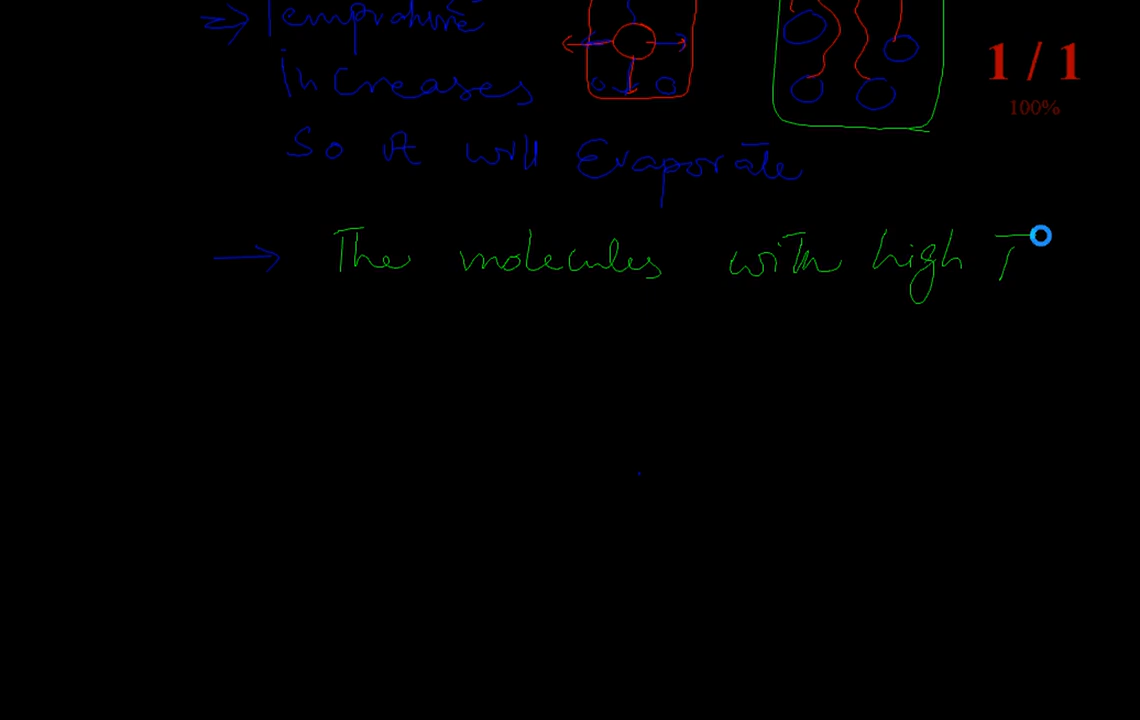 Temprature
1 / 1
increases
100%
So it will Evaporate
The molecules with high T